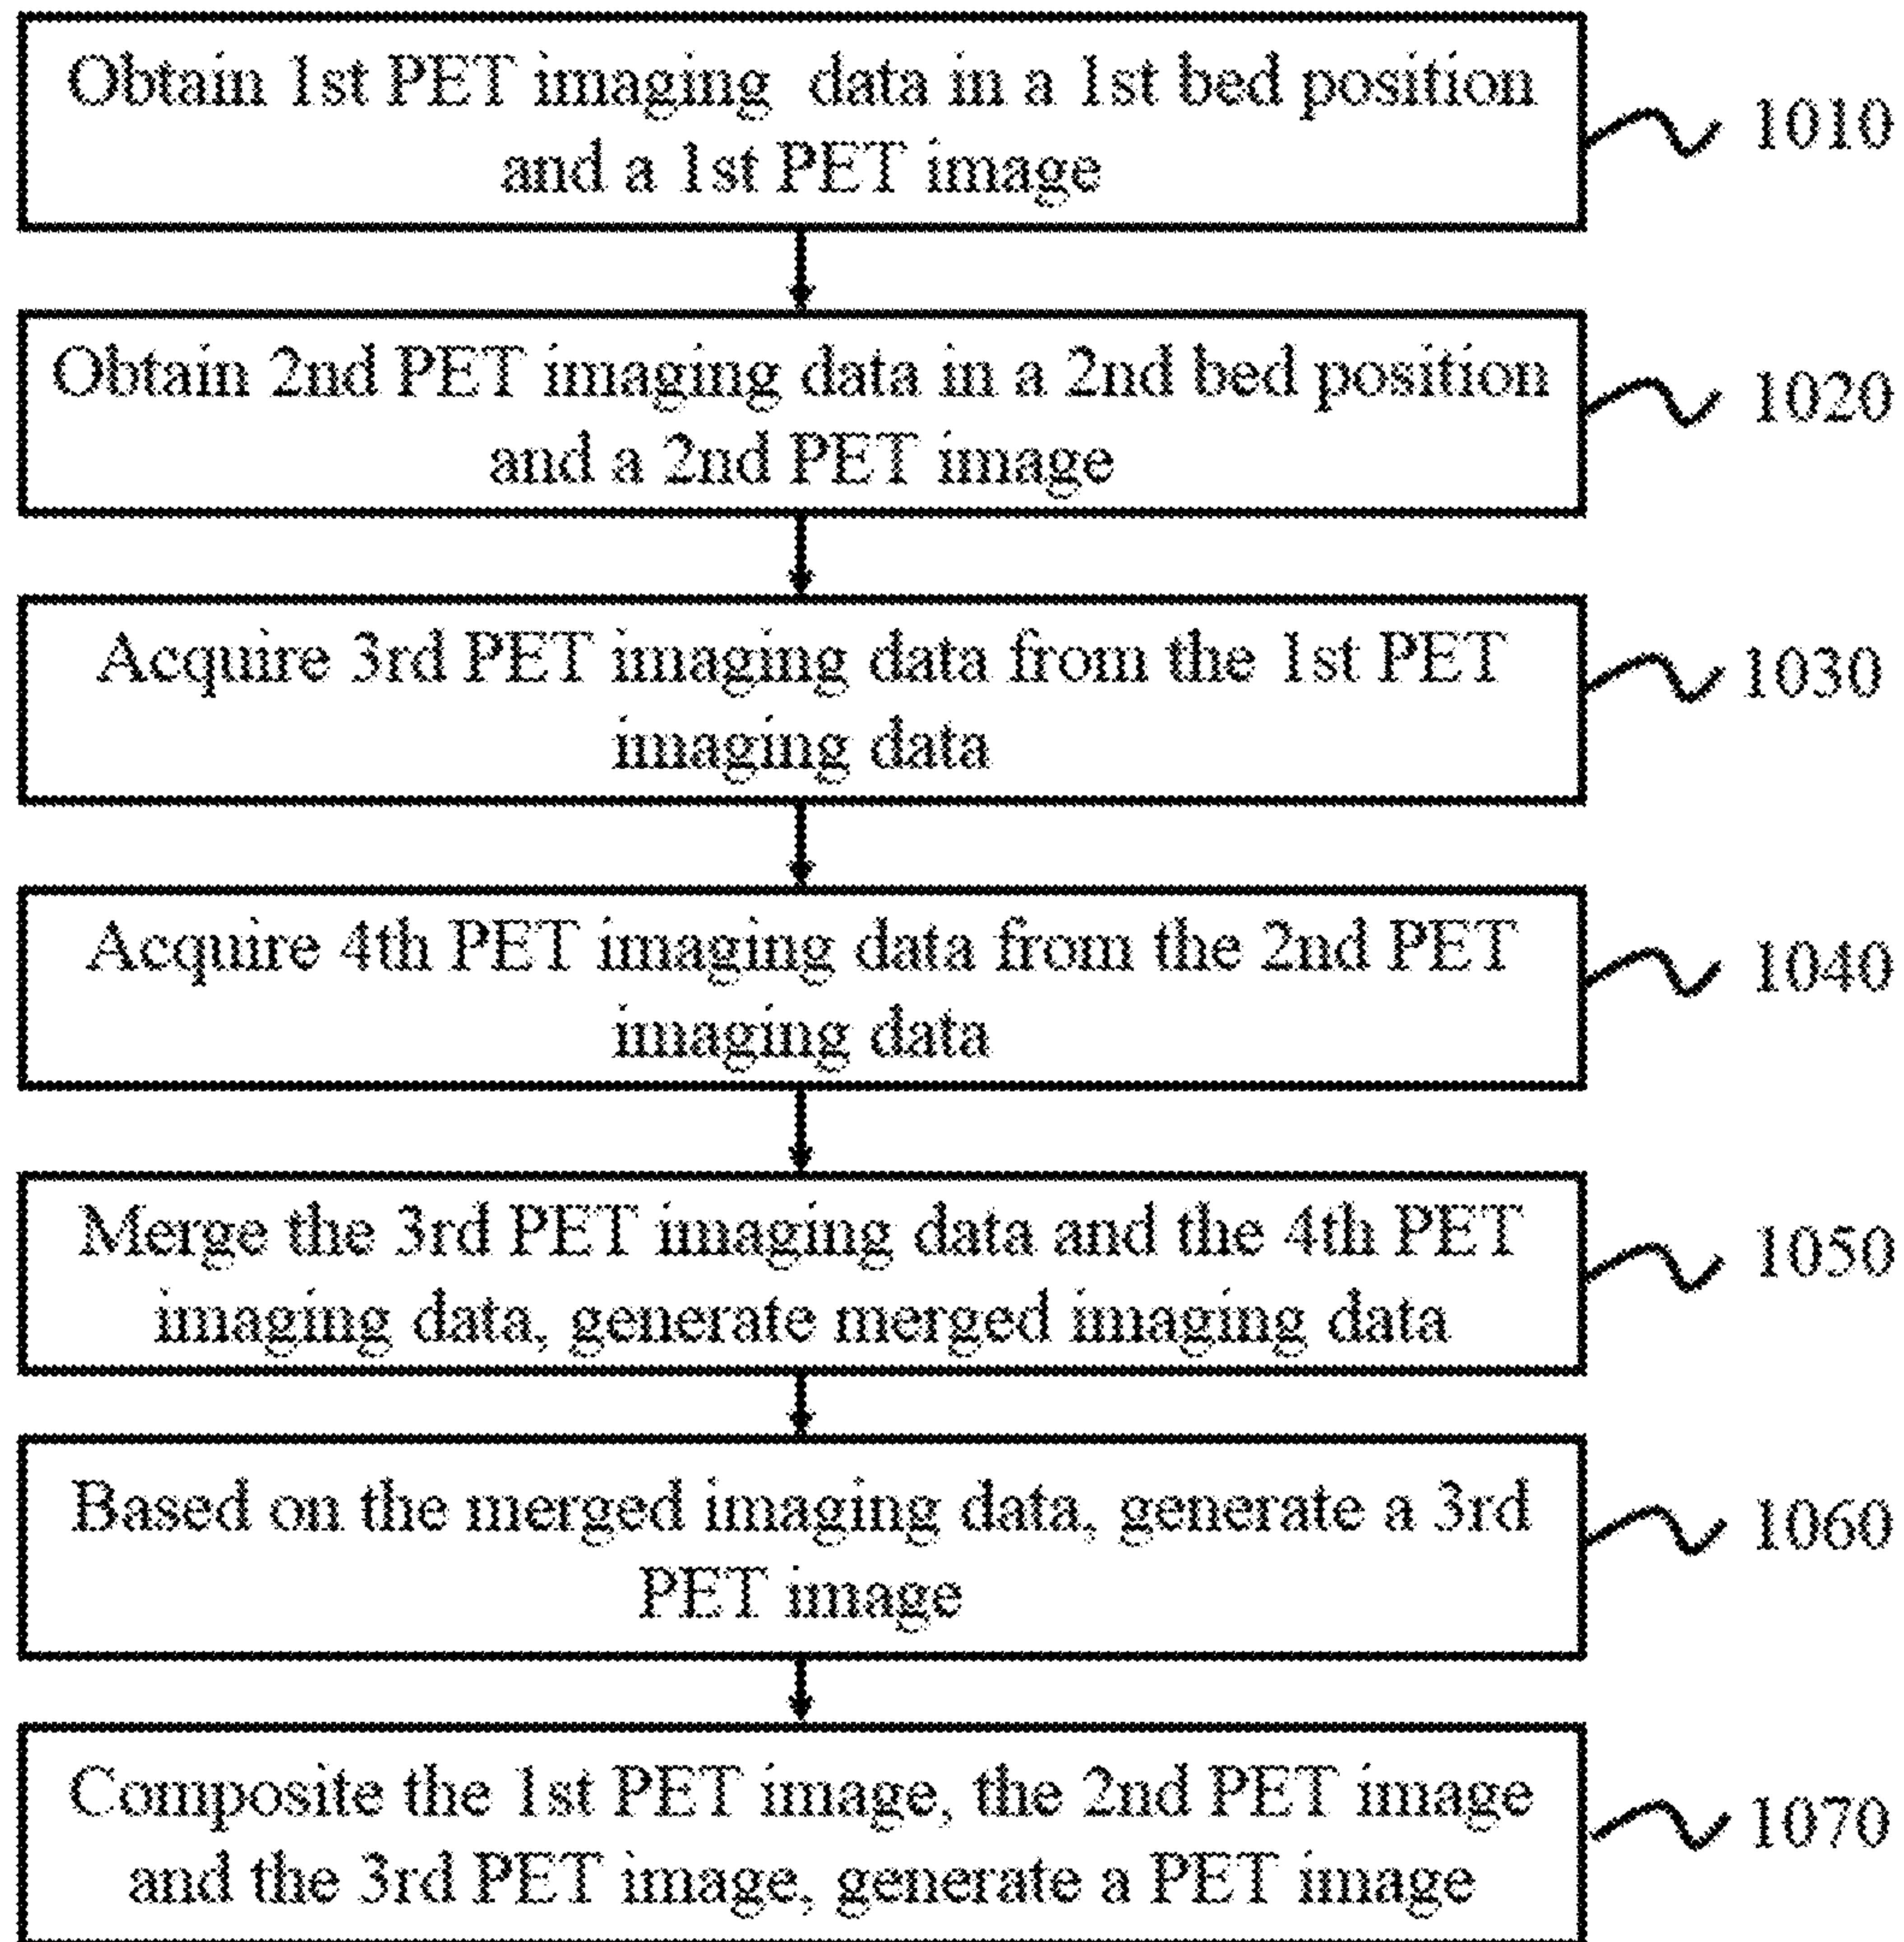 Obtain 1st PET imaging data in a 1st bed position
and a 1st PET image
1010
Obtain 2nd PET imaging data in a 2nd bed position
and a 2nd PET image
1020
Acquire 3rd PET imaging data from the 1st PET
imaging data
1030
Acquire 4th PET imaging data from the 2nd PET
imaging data
1040
Merge the 3rd PET imaging data and the 4th PET
imaging data, generate merged imaging data
1050
Based on the merged imaging data, generate a 3rd
PET image
1060
Composite the 1st PET image, the 2nd PET image
and the 3rd PET image, generate a PET image
1070